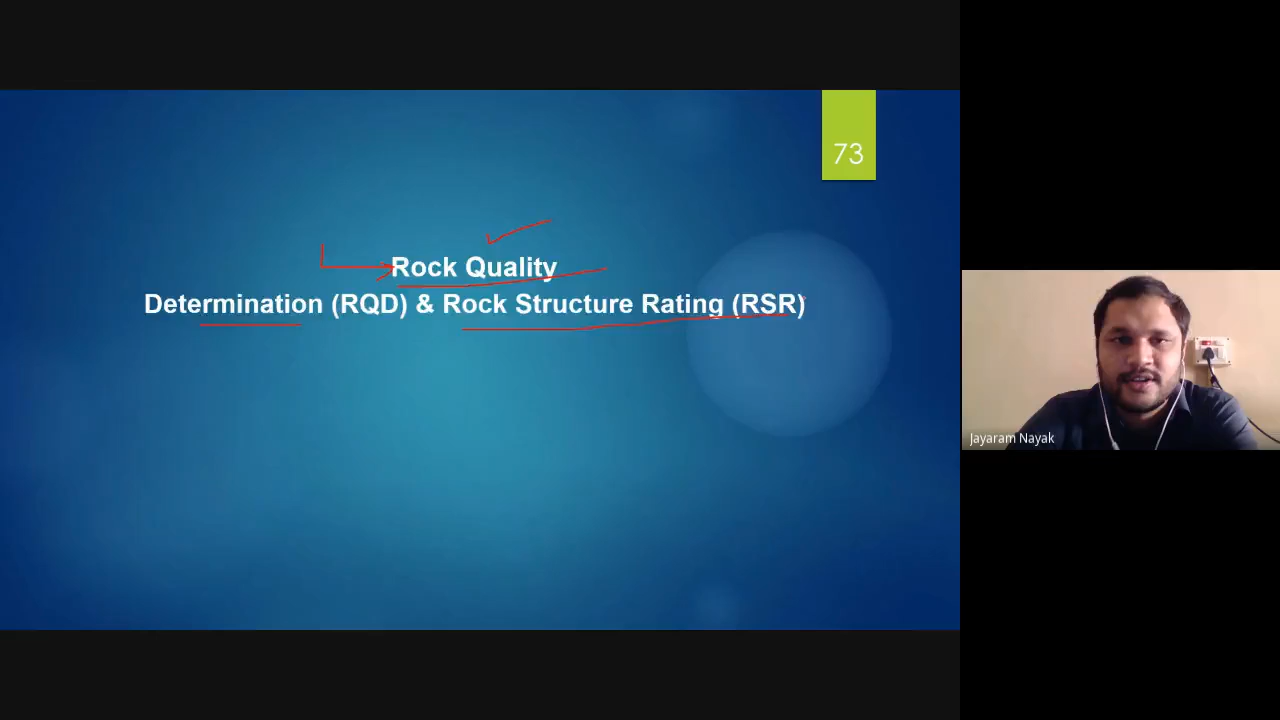 73
Rock Quality
Determination (RQD) & Rock Structure Rating (RSR)
Jayaram Nayak